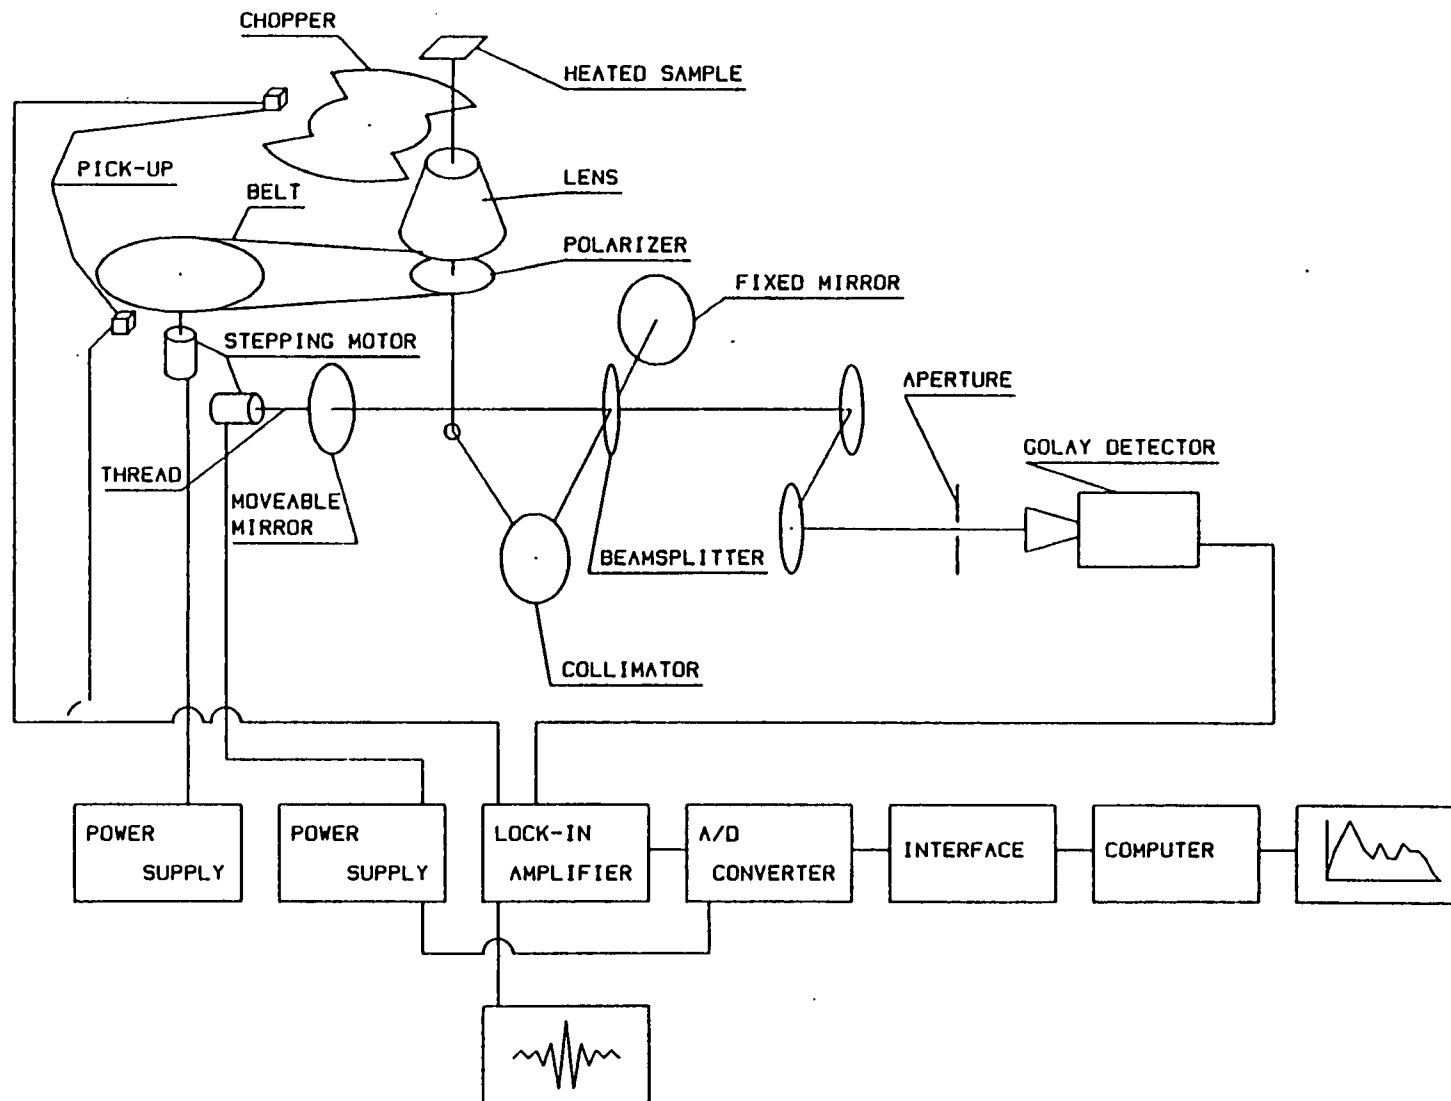 CHOPPER
HEATED SAMPLE
PICK-UP
LENS
BELT
POLARIZER
FIXED MIRROR
STEPPING MOTOR
APERTURE
THREAD
GOLAY DETECTOR
MOVEABLE
MIRROR
BEAMSPLITTER
COLLIMATOR
POWER
SUPPLY
POWER
SUPPLY
LOCK-IN
AMPLIFIER
A/D
CONVERTER
INTERFACE
COMPUTER